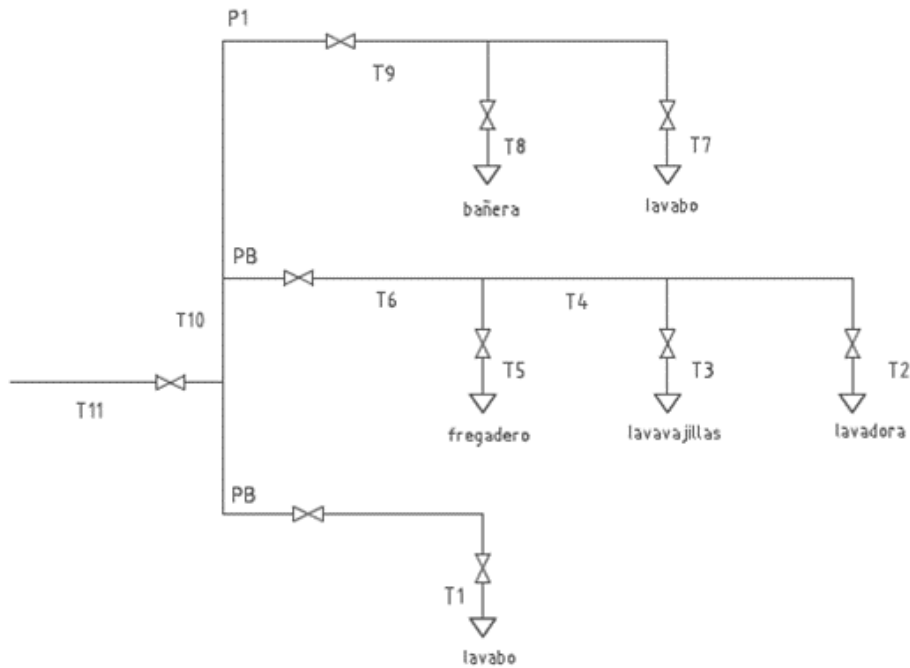 P1
T9
T8
T7
bañera
lavabo
PB
T6
T4
T10
T5
T3
T2
T11
fregadero
lavavajillas
lavadora
PB
T1
lavabo